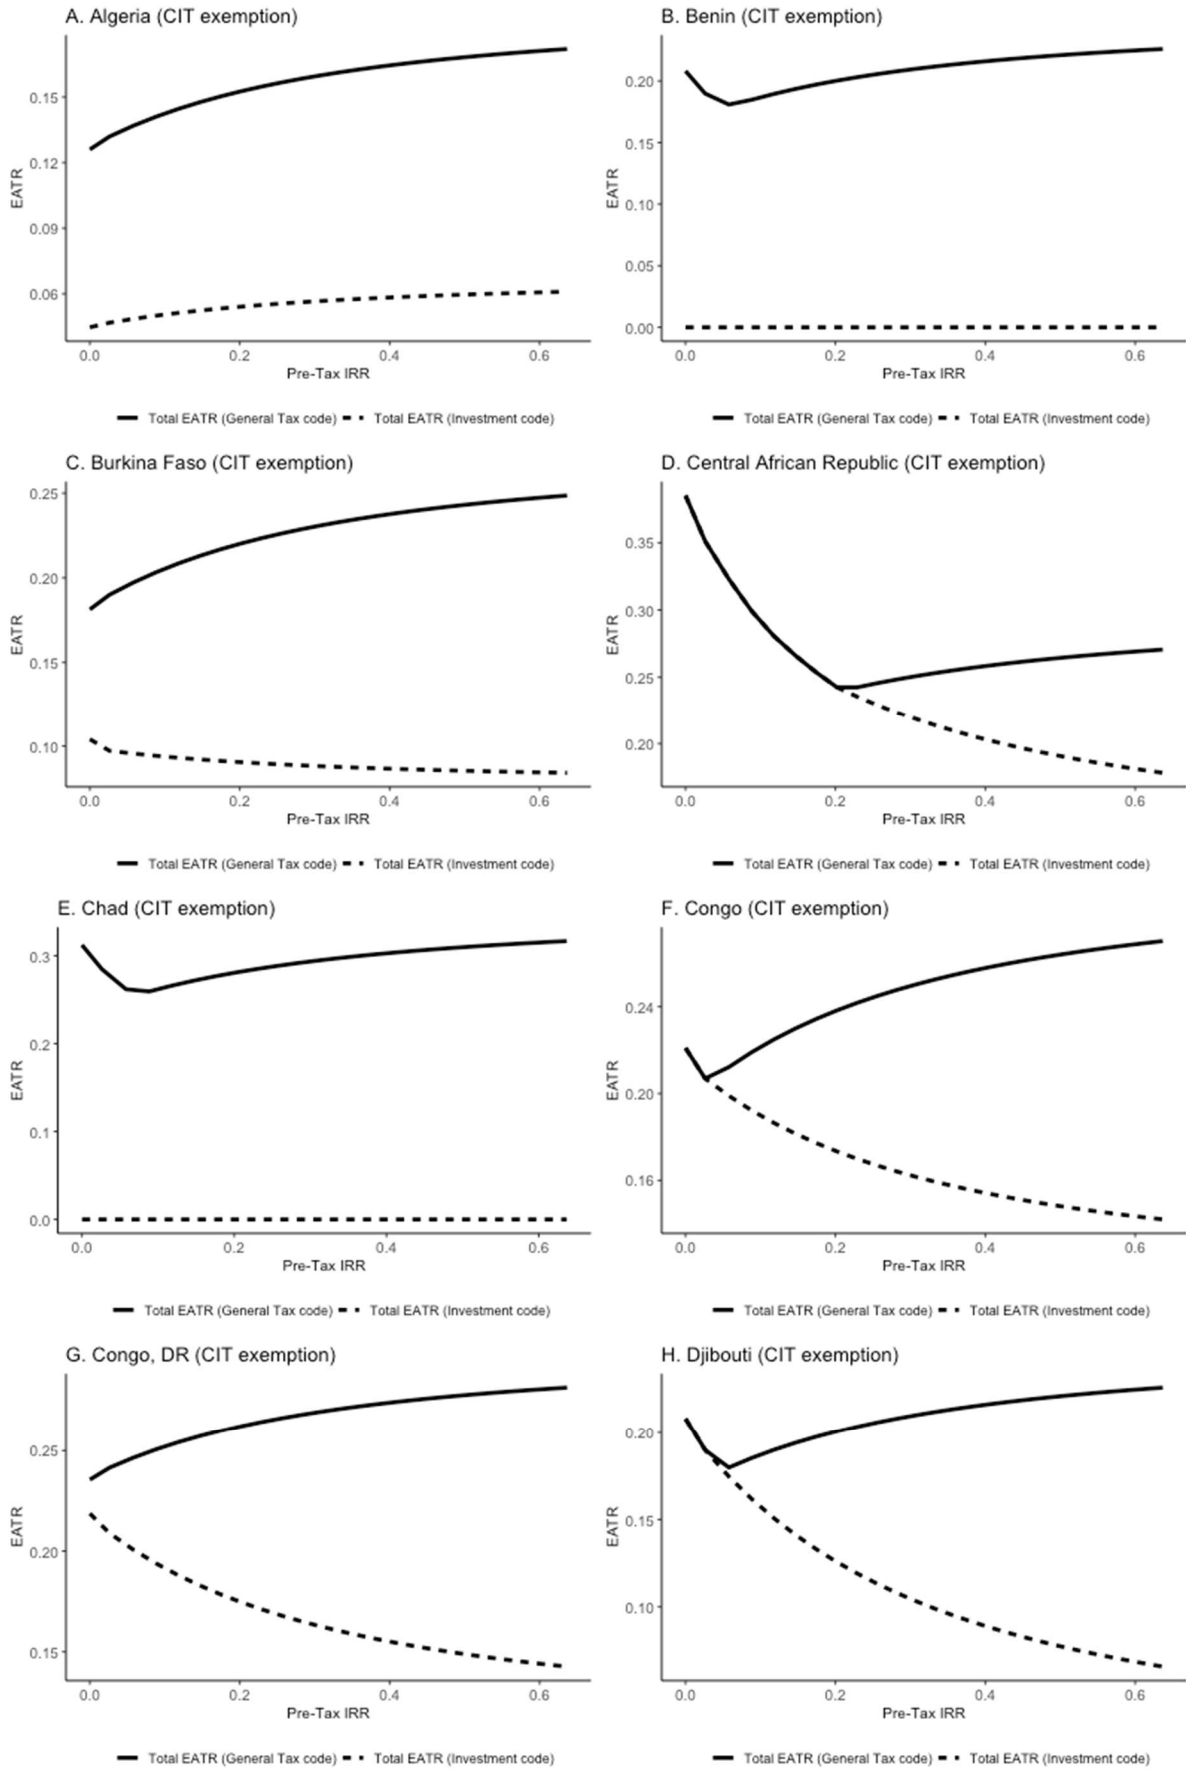 A. Algeria (CIT exemption)
EATR
0.15
0.12
0.09
0.06
0.0 0.2 0.4 0.6
Pre-Tax IRR
Total EATR (General Tax code) Total EATR (Investment code)
B. Benin (CIT exemption)
EATR
0.20
0.15
0.10
0.05
0.00
0.0 0.2 0.4 0.6
Pre-Tax IRR
Total EATR (General Tax code) Total EATR (Investment code)
C. Burkina Faso (CIT exemption)
EATR
0.25
0.20
0.15
0.10
0.0 0.2 0.4 0.6
Pre-Tax IRR
Total EATR (General Tax code) Total EATR (Investment code)
D. Central African Republic (CIT exemption)
EATR
0.35
0.30
0.25
0.20
0.0 0.2 0.4 0.6
Pre-Tax IRR
Total EATR (General Tax code) Total EATR (Investment code)
E. Chad (CIT exemption)
EATR
0.3
0.2
0.1
0.0
0.0 0.2 0.4 0.6
Pre-Tax IRR
Total EATR (General Tax code) Total EATR (Investment code)
F. Congo (CIT exemption)
EATR
0.24
0.20
0.16
0.0 0.2 0.4 0.6
Pre-Tax IRR
Total EATR (General Tax code) Total EATR (Investment code)
G. Congo, DR (CIT exemption)
EATR
0.25
0.20
0.15
0.0 0.2 0.4 0.6
Pre-Tax IRR
Total EATR (General Tax code) Total EATR (Investment code)
H. Djibouti (CIT exemption)
EATR
0.20
0.15
0.10
0.0 0.2 0.4 0.6
Pre-Tax IRR
Total EATR (General Tax code) Total EATR (Investment code)